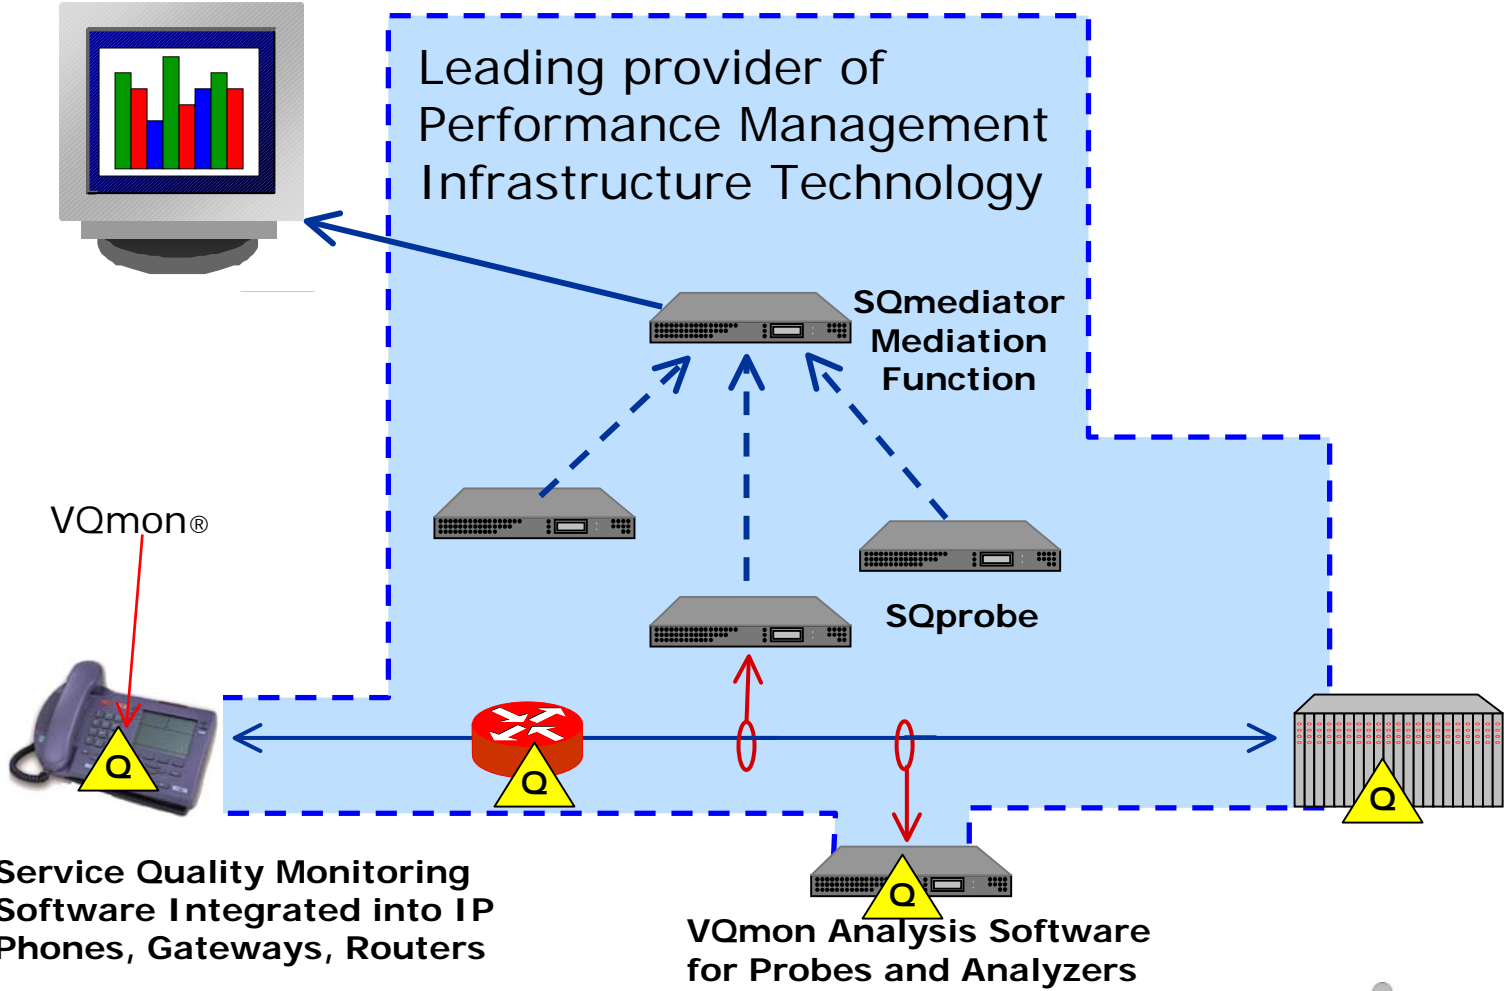 Leading provider of
Performance Management
Infrastructure Technology
SQmediator
Mediation
Function
VQmon®
SQprobe
Q
Q
Q
Q
Service Quality Monitoring
Software Integrated into IP
Phones, Gateways, Routers
VQmon Analysis Software
for Probes and Analyzers